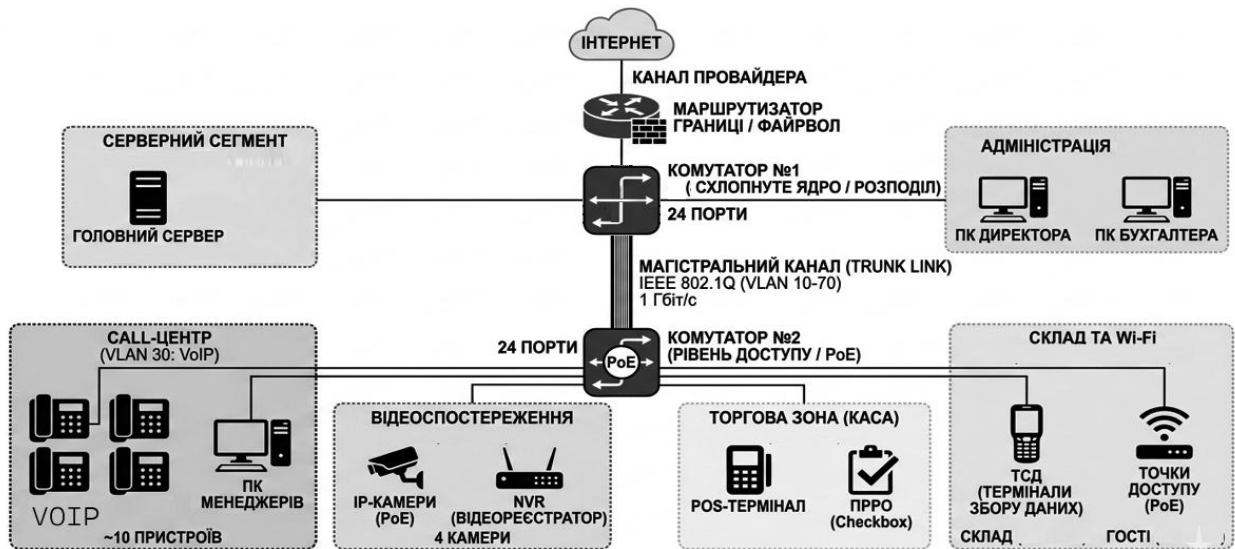 ІНТЕРНЕТ
КАНАЛ ПРОВАЙДЕРА
МАРШРУТИЗАТОР
ГРАНИЦІ / ФАЙРВОЛ
СЕРВЕРНИЙ СЕГМЕНТ
ГОЛОВНИЙ СЕРВЕР
КОМУТАТОР №1
( СХЛОПНУТЕ ЯДРО / РОЗПОДІЛ)
24 ПОРТИ
АДМІНІСТРАЦІЯ
ПК ДИРЕКТОРА
ПК БУХГАЛТЕРА
МАГІСТРАЛЬНИЙ КАНАЛ (TRUNK LINK)
IEEE 802.1Q (VLAN 10-70)
1 Гбіт/с
24 ПОРТИ
PoE
КОМУТАТОР №2
(РІВЕНЬ ДОСТУПУ / PoE)
CALL-ЦЕНТР
(VLAN 30: VoIP)
ПК
МЕНЕДЖЕРІВ
VOIP
~10 ПРИСТРОЇВ
ВІДЕОСПОСТЕРЕЖЕННЯ
IP-КАМЕРИ
(PoE)
NVR
(ВІДЕОРЕЄСТРАТОР)
4 КАМЕРИ
ТОРГОВА ЗОНА (КАСА)
POS-ТЕРМІНАЛ
ПРРО
(Checkbox)
СКЛАД ТА Wi-Fi
ТСД
(ТЕРМІНАЛИ
ЗБОРУ ДАНИХ)
ТОЧКИ
ДОСТУПУ
(PoE)
СКЛАД
ГОСТІ